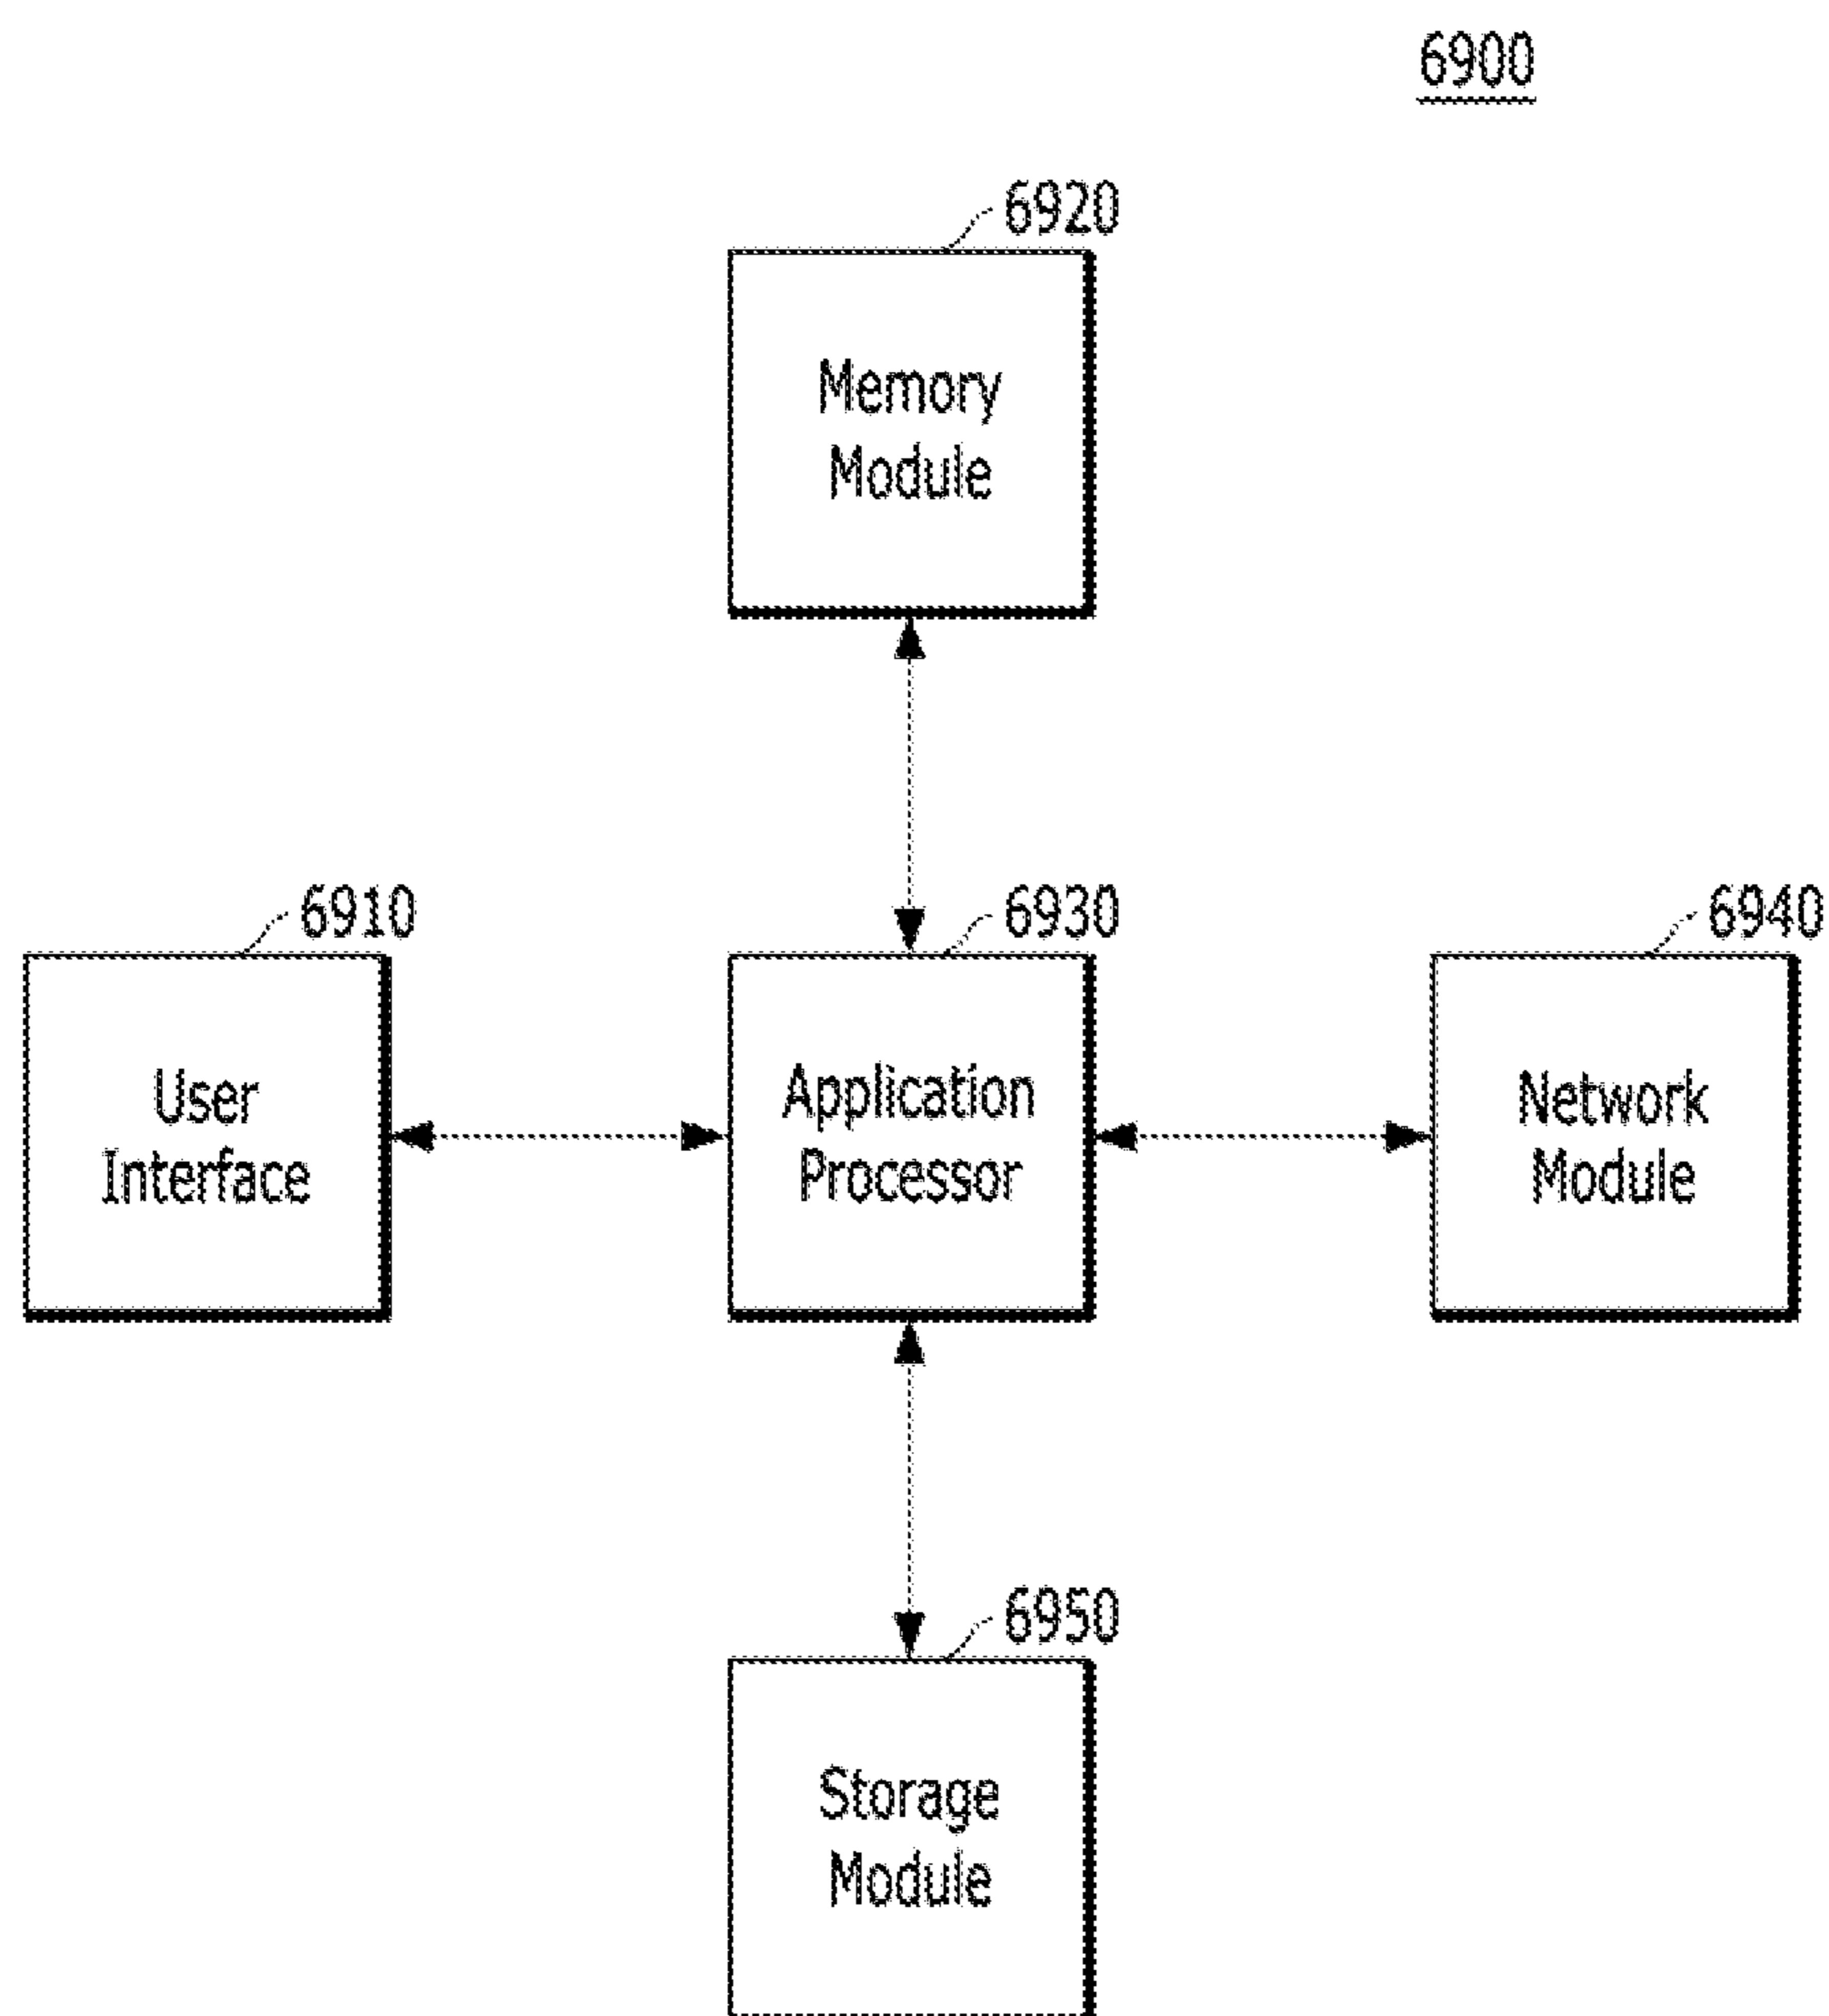 6900
6920
Memory
Module
6910
6930
6940
User
Interface
Application
Processor
Network
Module
6950
Storage
Module